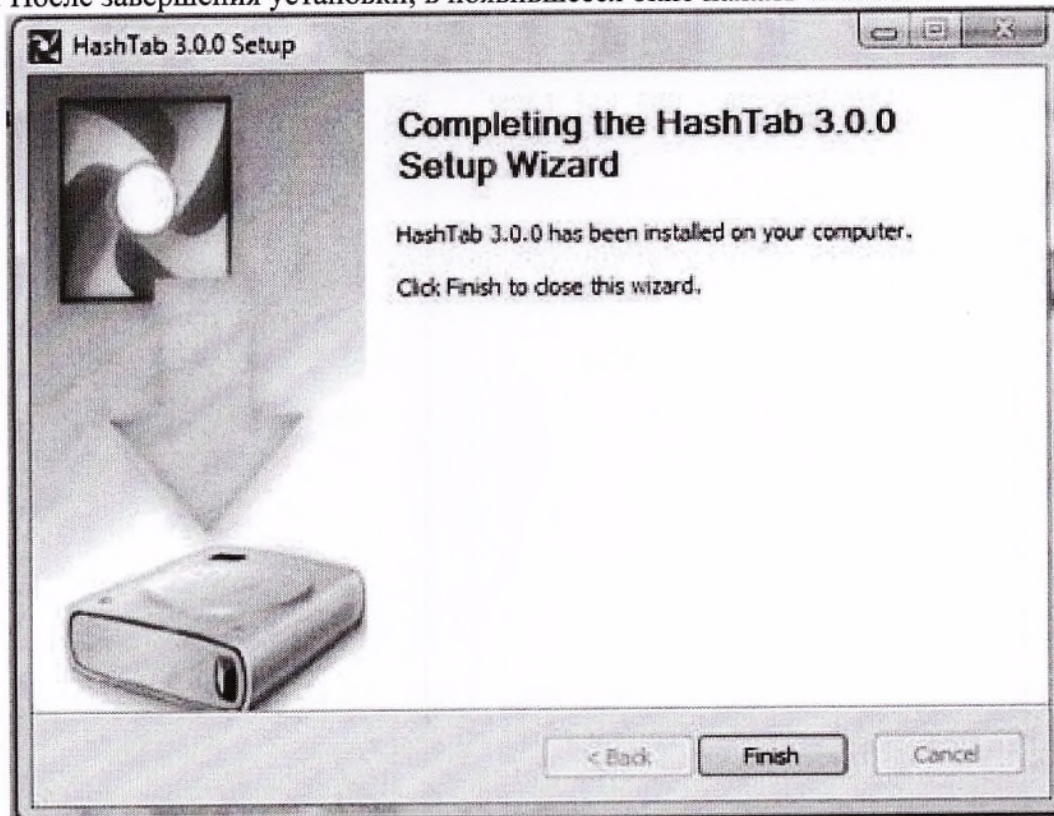 После завершения установки, в появившееся окне
HashTab 3.0.0 Setup
Completing the HashTab 3.0.0
Setup Wizard
HashTab 3.0.0 has been installed on your computer.
Click Finish to close this wizard.
< Back
Finish
Cancel